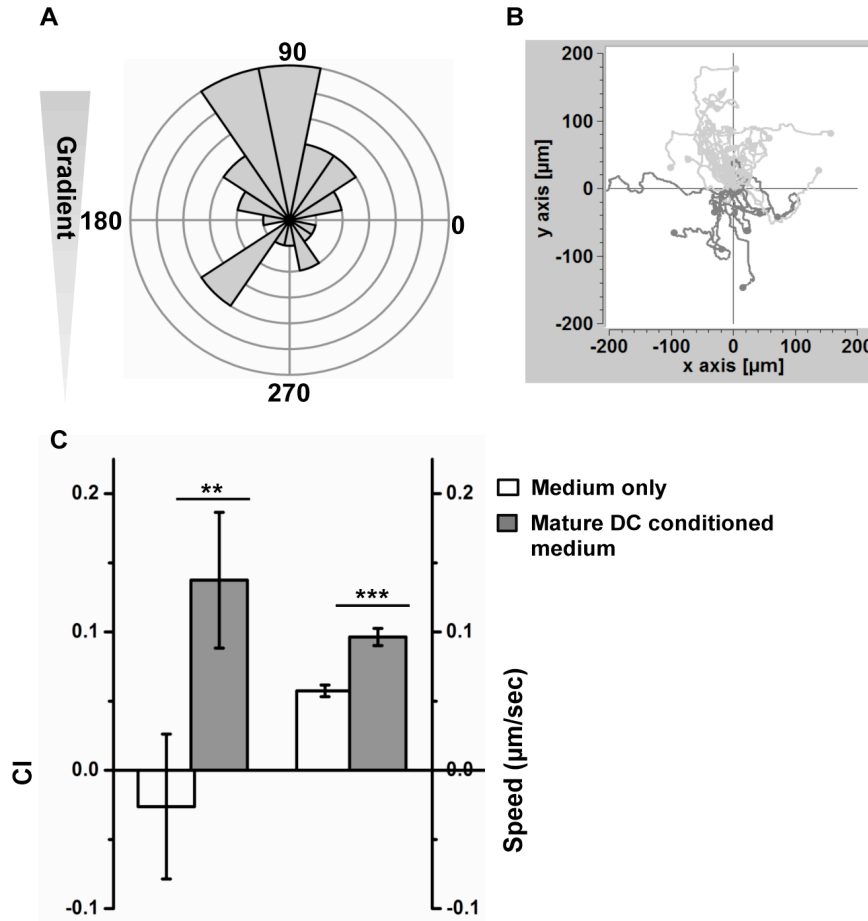 A
90
Gradient
180
0
270
B
200
100
0
-100
-200
y axis [µm]
-200 -100 0 100 200
x axis [µm]
C
0.2
0.1
0.0
-0.1
CI
**
***
0.2
0.1
0.0
-0.1
Speed (µm/sec)
Medium only
Mature DC conditioned
medium